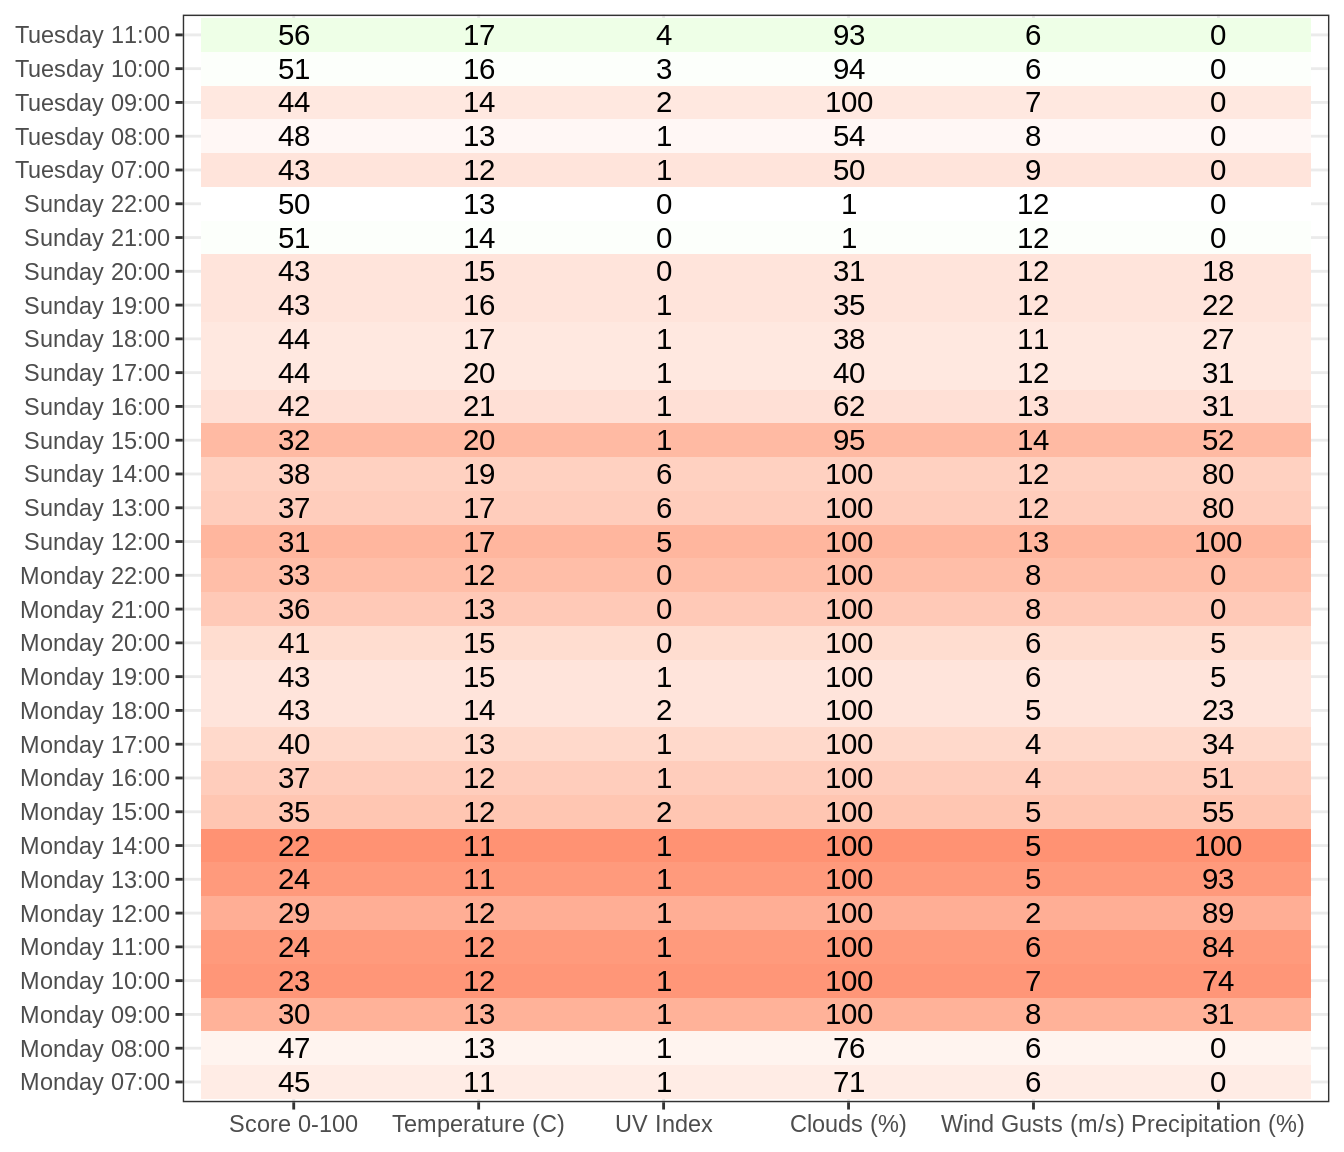 Tuesday 11:00 56 17 4 93 6 0
Tuesday 10:00 51 16 3 94 6 0
Tuesday 09:00 44 14 2 100 7 0
Tuesday 08:00 48 13 1 54 8 0
Tuesday 07:00 43 12 1 50 9 0
Sunday 22:00 50 13 0 1 12 0
Sunday 21:00 51 14 0 1 12 0
Sunday 20:00 43 15 0 31 12 18
Sunday 19:00 43 16 1 35 12 22
Sunday 18:00 44 17 1 38 11 27
Sunday 17:00 44 20 1 40 12 31
Sunday 16:00 42 21 1 62 13 31
Sunday 15:00 32 20 1 95 14 52
Sunday 14:00 38 19 6 100 12 80
Sunday 13:00 37 17 6 100 12 80
Sunday 12:00 31 17 5 100 13 100
Monday 22:00 33 12 0 100 8 0
Monday 21:00 36 13 0 100 8 0
Monday 20:00 41 15 0 100 6 5
Monday 19:00 43 15 1 100 6 5
Monday 18:00 43 14 2 100 5 23
Monday 17:00 40 13 1 100 4 34
Monday 16:00 37 12 1 100 4 51
Monday 15:00 35 12 2 100 5 55
Monday 14:00 22 11 1 100 5 100
Monday 13:00 24 11 1 100 5 93
Monday 12:00 29 12 1 100 2 89
Monday 11:00 24 12 1 100 6 84
Monday 10:00 23 12 1 100 7 74
Monday 09:00 30 13 1 100 8 31
Monday 08:00 47 13 1 76 6 0
Monday 07:00 45 11 1 71 6 0
Score 0-100 Temperature (C) UV Index Clouds (%) Wind Gusts (m/s) Precipitation (%)